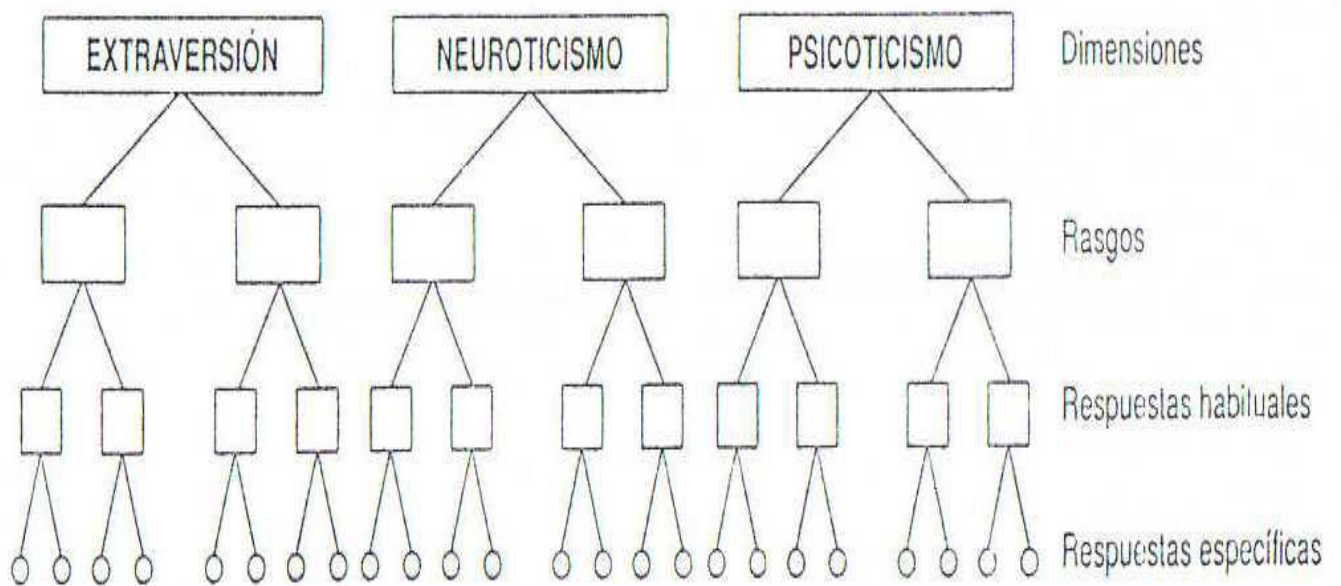 EXTRAVERSIÓN NEUROTICISMO PSICOTICISMO Dimensiones
Rasgos
Respuestas habituales
Respuestas específicas